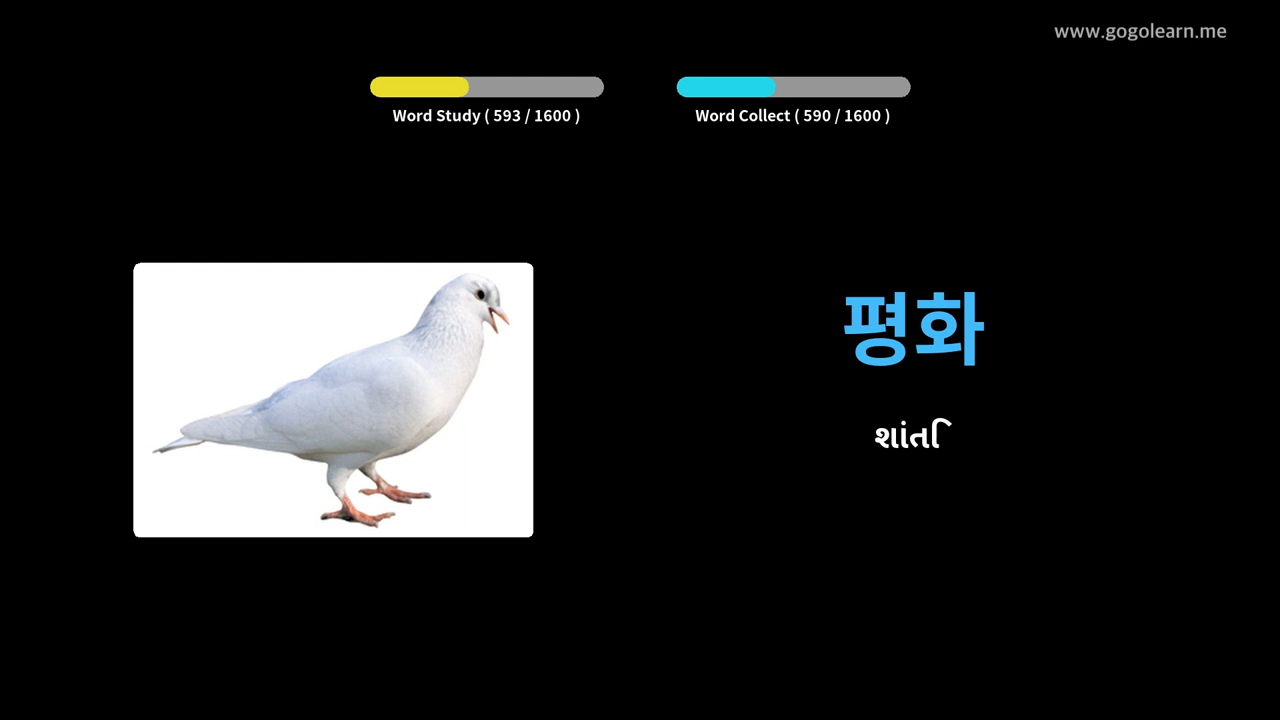 www.gogolearn.me
Word Study ( 593 / 1600 )
Word Collect ( 590 / 1600 )
평화
શાંતિ